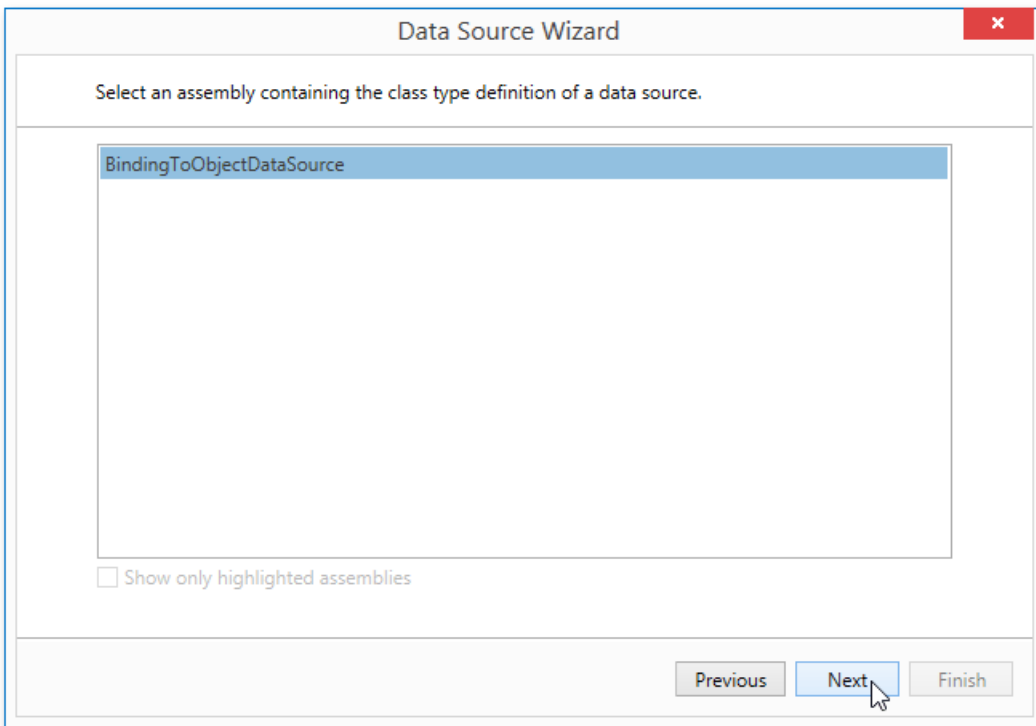 Data Source Wizard
Select an assembly containing the class type definition of a data source.
BindingToObjectDataSource
Show only highlighted assemblies
Previous Next Finish